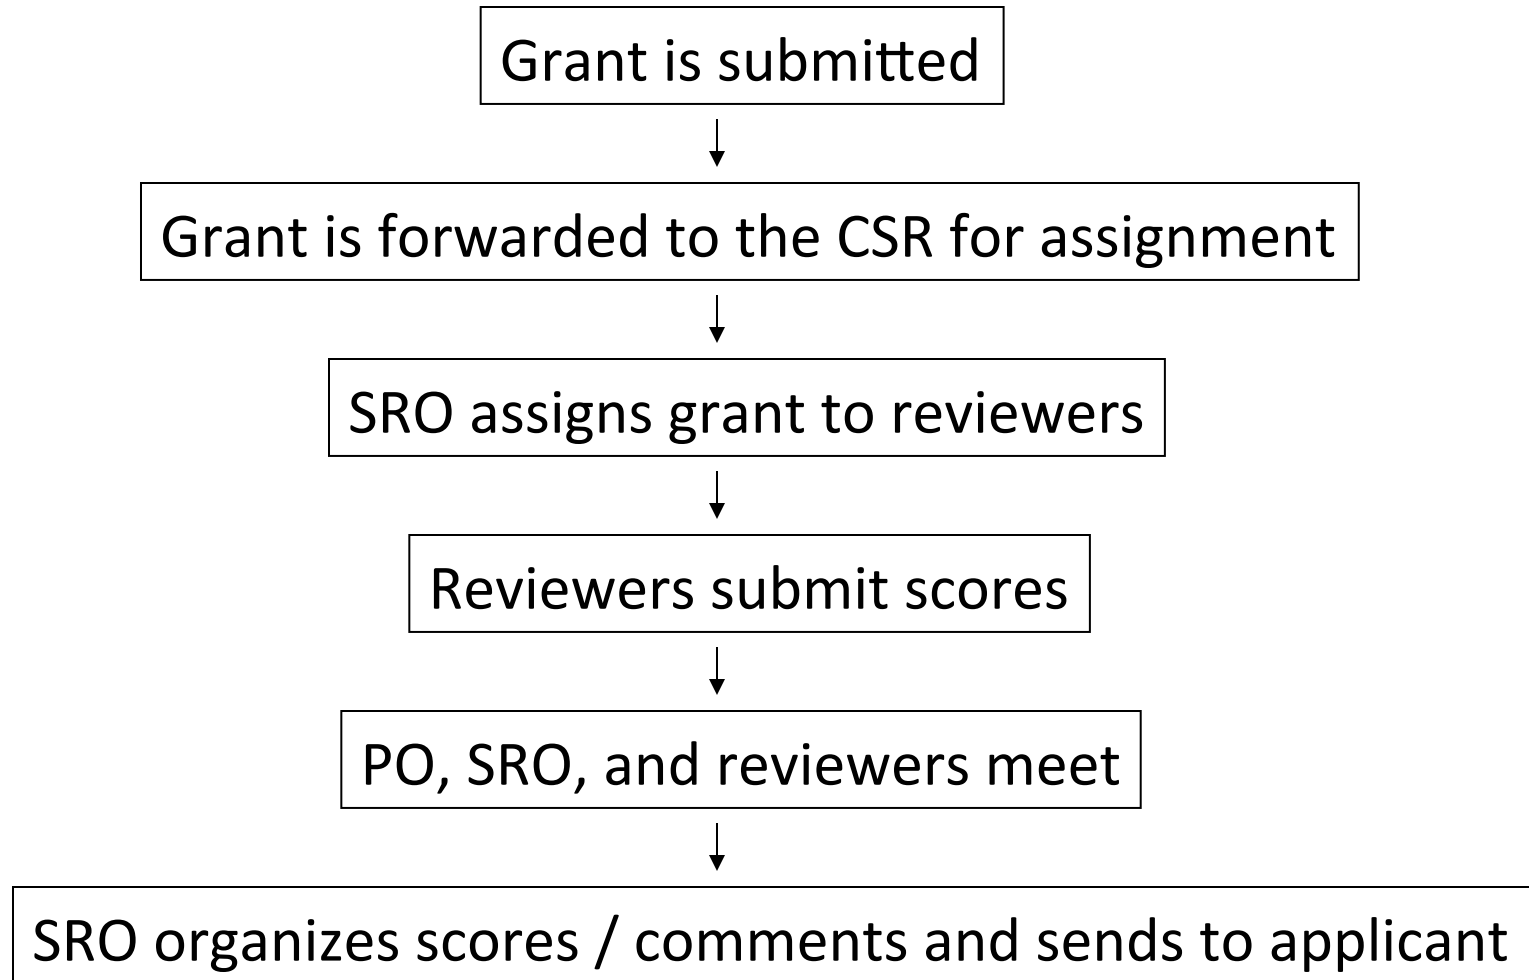 Grant is submitted
Grant is forwarded to the CSR for assignment
SRO assigns grant to reviewers
Reviewers submit scores
PO, SRO, and reviewers meet
SRO organizes scores / comments and sends to applicant